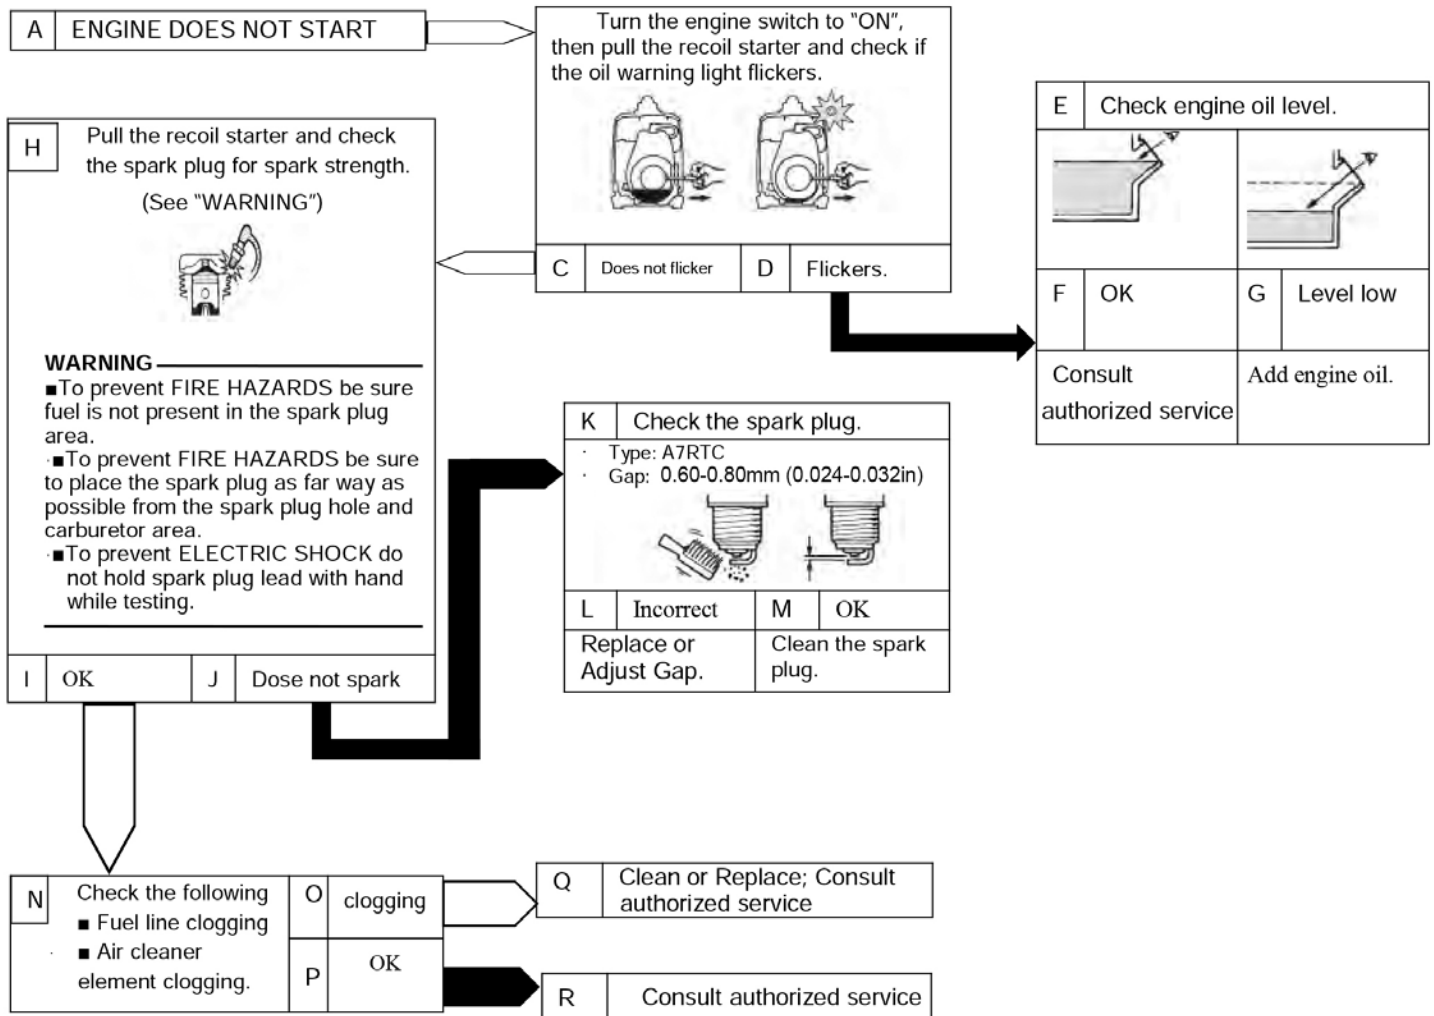 A ENGINE DOES NOT START
Turn the engine switch to “ON”,
then pull the recoil starter and check if
the oil warning light flickers.
C Does not flicker D Flickers.
E Check engine oil level.
F OK G Level low
Consult
authorized service
Add engine oil.
H Pull the recoil starter and check
the spark plug for spark strength.
(See “WARNING”)
WARNING
■To prevent FIRE HAZARDS be sure
fuel is not present in the spark plug
area.
·■To prevent FIRE HAZARDS be sure
to place the spark plug as far way as
possible from the spark plug hole and
carburetor area.
·■To prevent ELECTRIC SHOCK do
not hold spark plug lead with hand
while testing.
I OK J Dose not spark
K Check the spark plug.
· Type: A7RTC
· Gap: 0.60-0.80mm (0.024-0.032in)
L Incorrect M OK
Replace or
Adjust Gap.
Clean the spark
plug.
N Check the following
■ Fuel line clogging
· ■ Air cleaner
element clogging.
O clogging
P OK
Q Clean or Replace; Consult
authorized service
R Consult authorized service